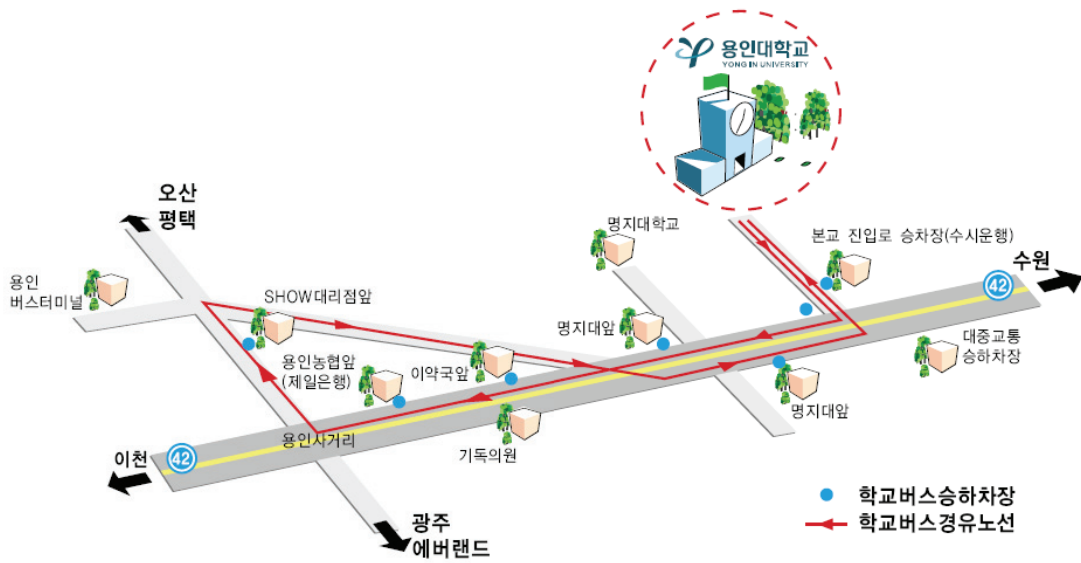 용인대학교
YONG IN UNIVERSITY
오산
평택
명지대학교
본교 진입로 승차장(수시운행)
수원
42
용인
버스터미널
SHOW대리점앞
명지대앞
대중교통
승하차장
용인농협앞
(제일은행)
이약국앞
명지대앞
용인사거리
기독의원
이천
42
광주
에버랜드
학교버스승하차장
학교버스경유노선